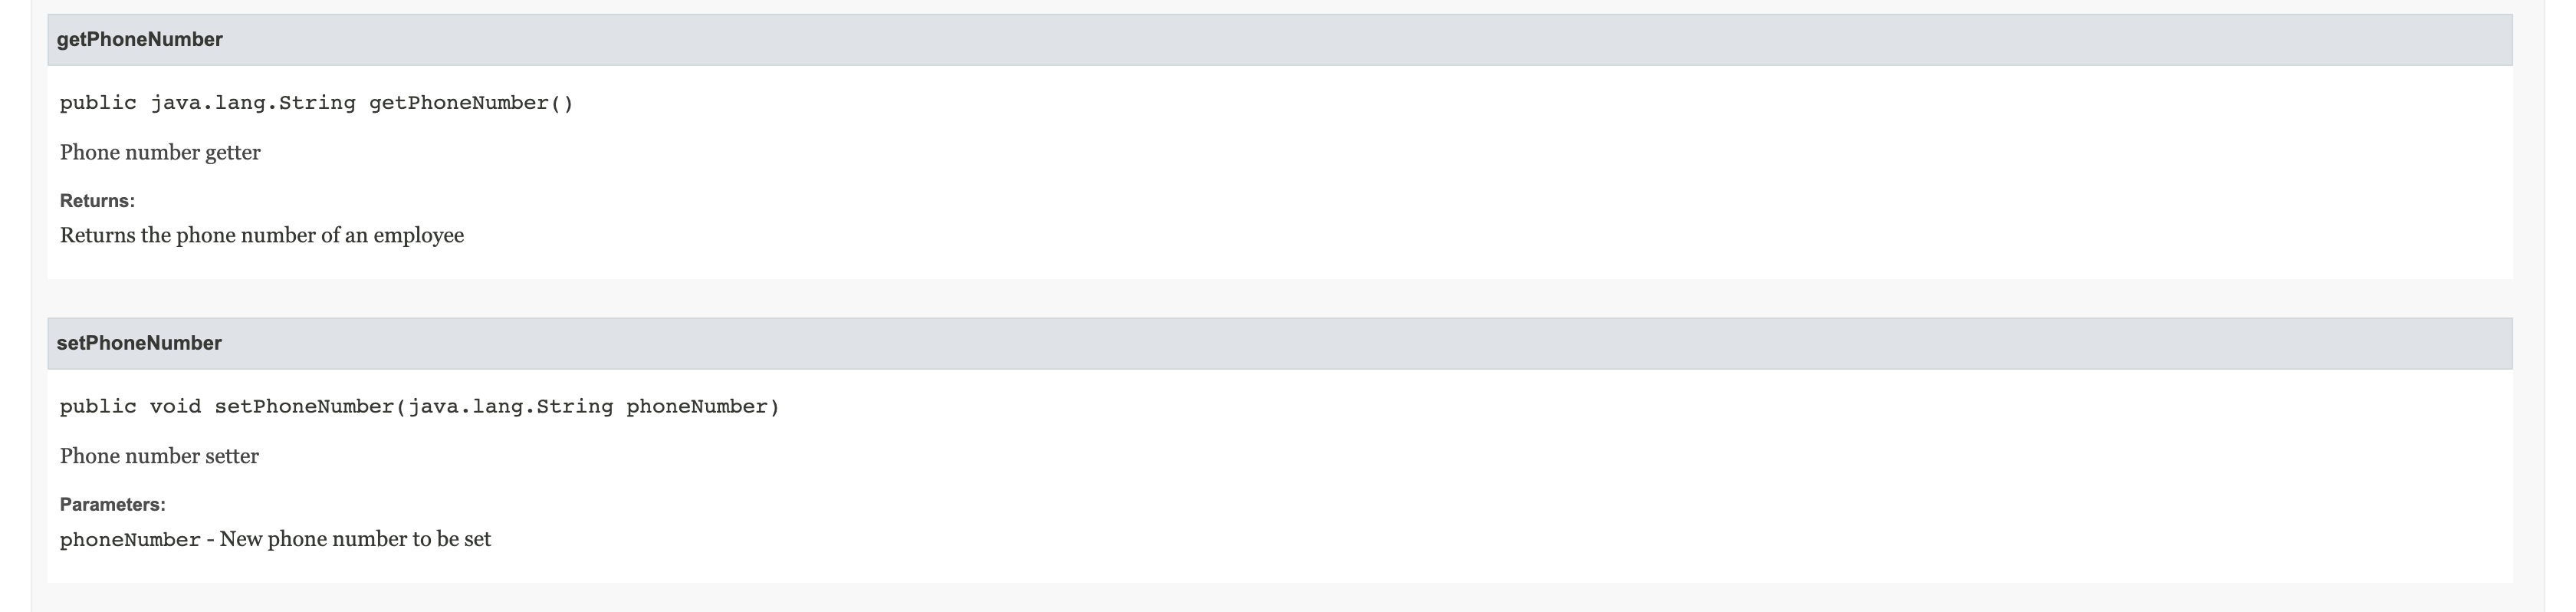 getPhoneNumber
public java.lang.String getPhoneNumber()
Phone number getter
Returns:
Returns the phone number of an employee
setPhoneNumber
public void setPhoneNumber(java.lang.String phoneNumber)
Phone number setter
Parameters:
phoneNumber - New phone number to be set